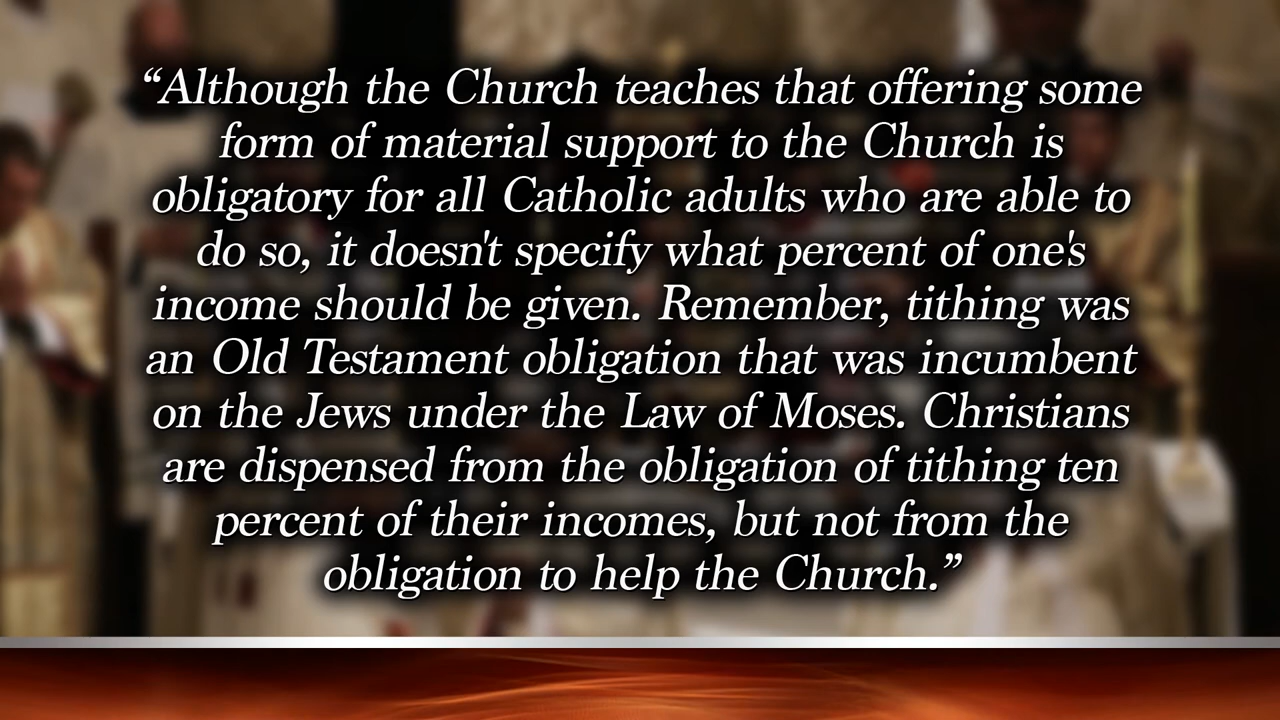 “Although the Church teaches that offering some
form of material support to the Church is
obligatory for all Catholic adults who are able to
do so, it doesn't specify what percent of one's
income should be given. Remember, tithing was
an Old Testament obligation that was incumbent
on the Jews under the Law of Moses. Christians
are dispensed from the obligation of tithing ten
percent of their incomes, but not from the
obligation to help the Church.”